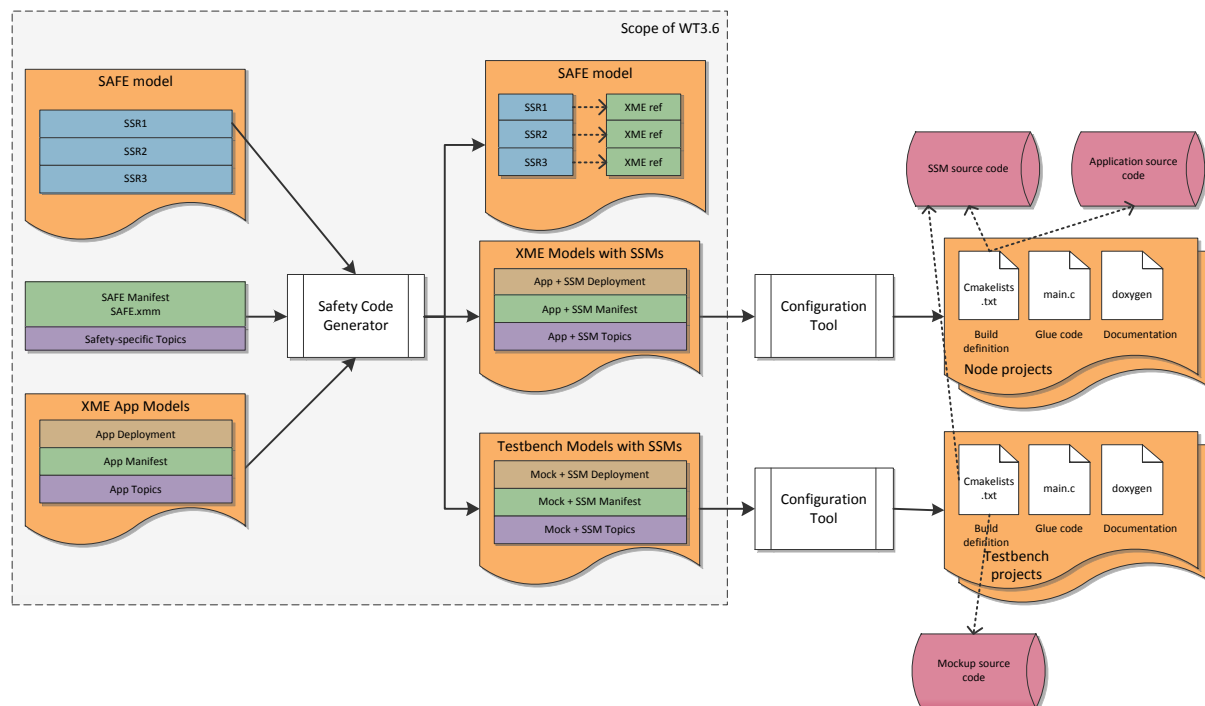 Scope of WT3.6
SAFE model
SSR1
SSR2
SSR3
SAFE Manifest
SAFE.xmm
Safety-specific Topics
XME App Models
App Deployment
App Manifest
App Topics
Safety Code
Generator
SAFE model
SSR1
XME ref
SSR2
XME ref
SSR3
XME ref
XME Models with SSMs
App + SSM Deployment
App + SSM Manifest
App + SSM Topics
Testbench Models with SSMs
Mock + SSM Deployment
Mock + SSM Manifest
Mock + SSM Topics
Configuration
Tool
Configuration
Tool
SSM source code
Application source
code
Cmakelists
.txt
main.c
doxygen
Build
definition
Glue code
Documentation
Node projects
Cmakelists
.txt
main.c
doxygen
Build
definition
Glue code
Documentation
Testbench
projects
Mockup source
code